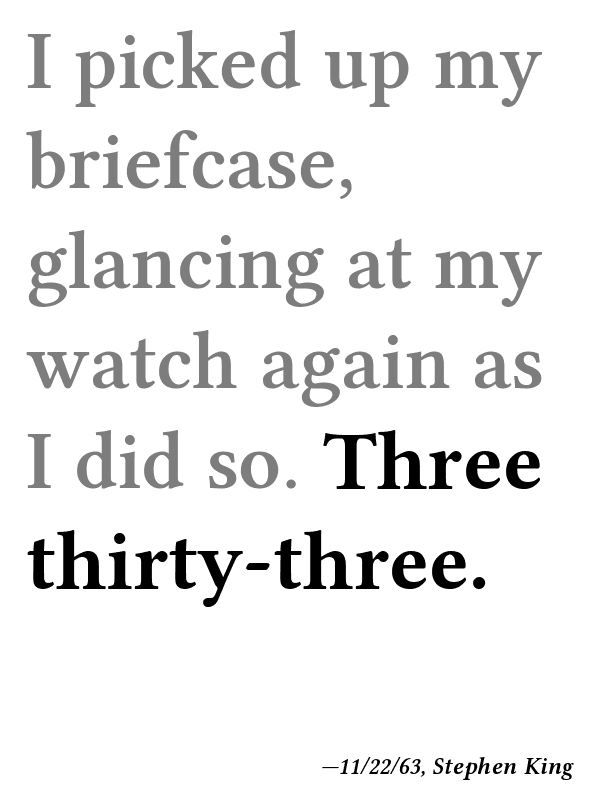 I picked up my
briefcase,
glancing at my
watch again as
I did so. Three
thirty-three.
—11/22/63, Stephen King